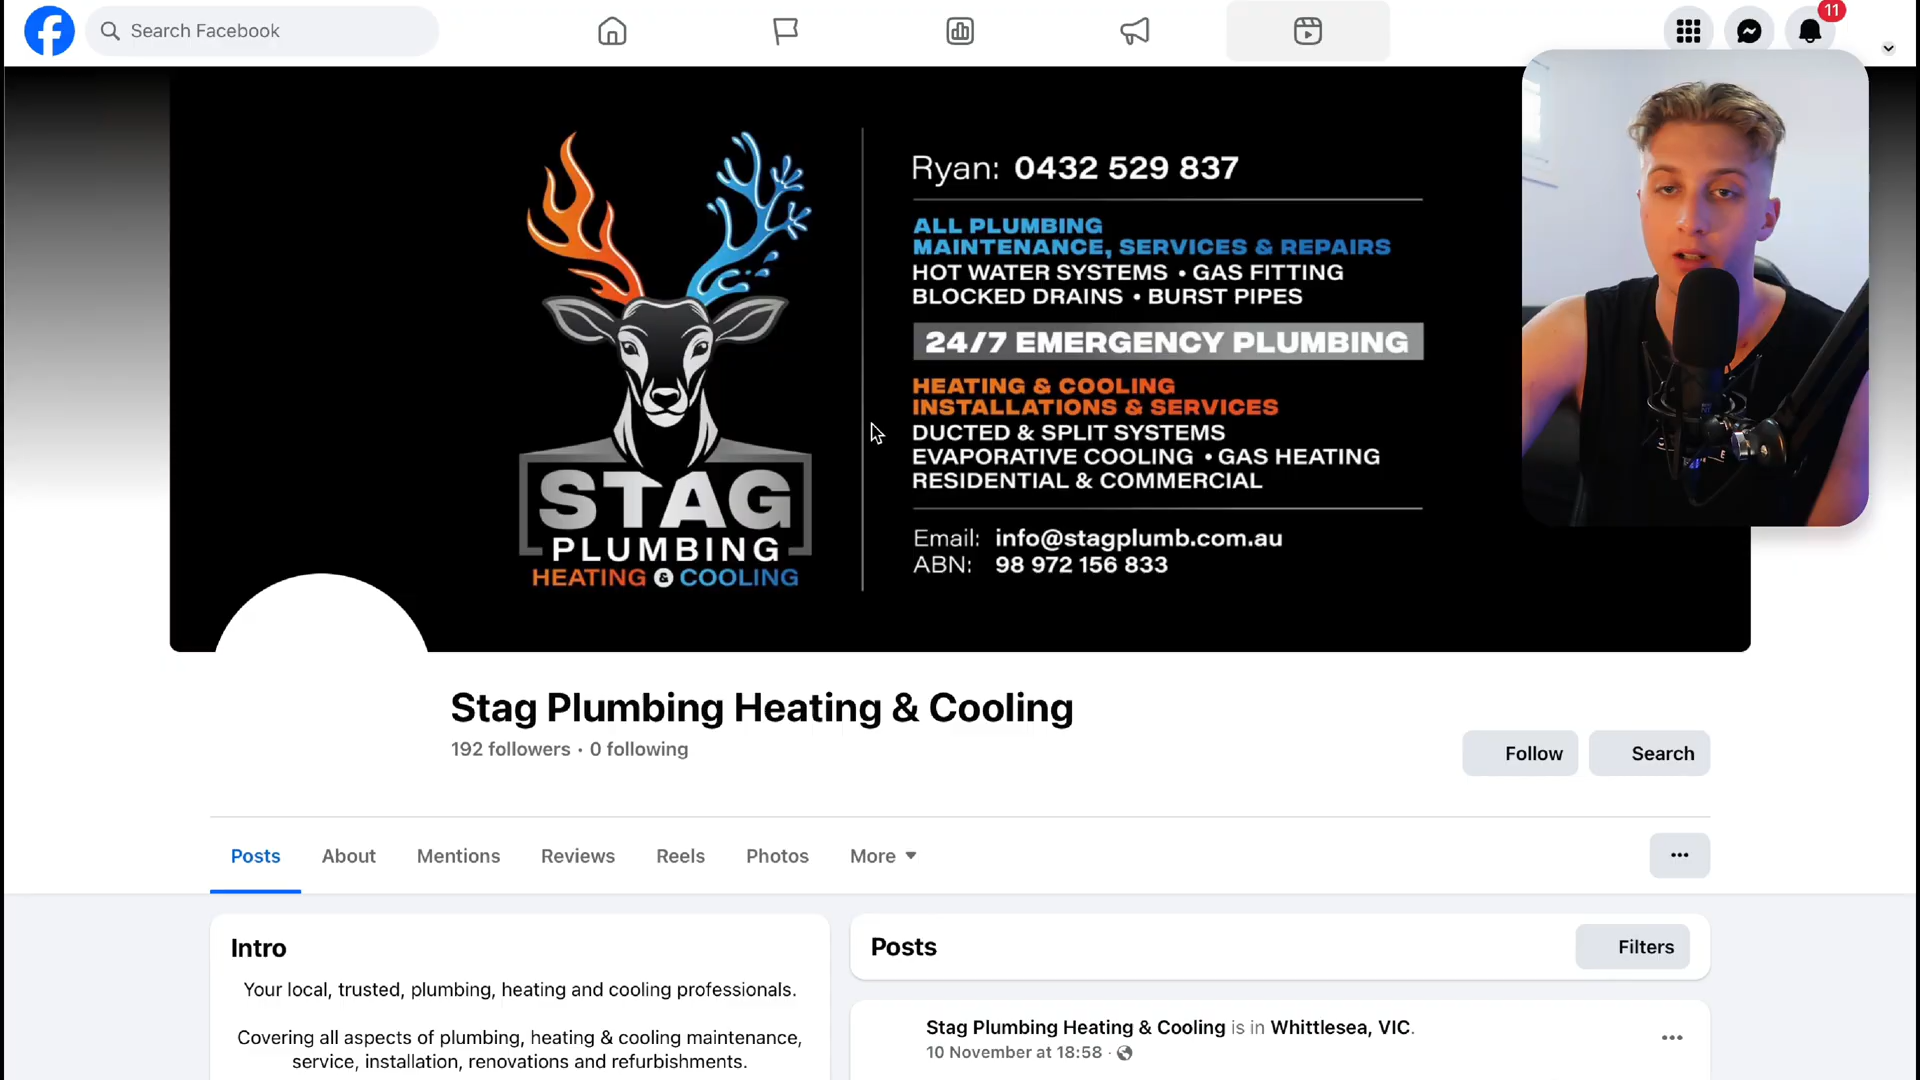 Search Facebook
11
Ryan: 0432 529 837
ALL PLUMBING
MAINTENANCE, SERVICES & REPAIRS
HOT WATER SYSTEMS • GAS FITTING
BLOCKED DRAINS • BURST PIPES
24/7 EMERGENCY PLUMBING
HEATING & COOLING
INSTALLATIONS & SERVICES
DUCTED & SPLIT SYSTEMS
EVAPORATIVE COOLING • GAS HEATING
RESIDENTIAL & COMMERCIAL
Email: info@stagplumb.com.au
ABN: 98 972 156 833
STAG
PLUMBING
HEATING & COOLING
Stag Plumbing Heating & Cooling
192 followers • 0 following
Follow
Search
Posts
About
Mentions
Reviews
Reels
Photos
More
Intro
Your local, trusted, plumbing, heating and cooling professionals.
Covering all aspects of plumbing, heating & cooling maintenance,
service, installation, renovations and refurbishments.
Posts
Filters
Stag Plumbing Heating & Cooling is in Whittlesea, VIC.
10 November at 18:58 ·